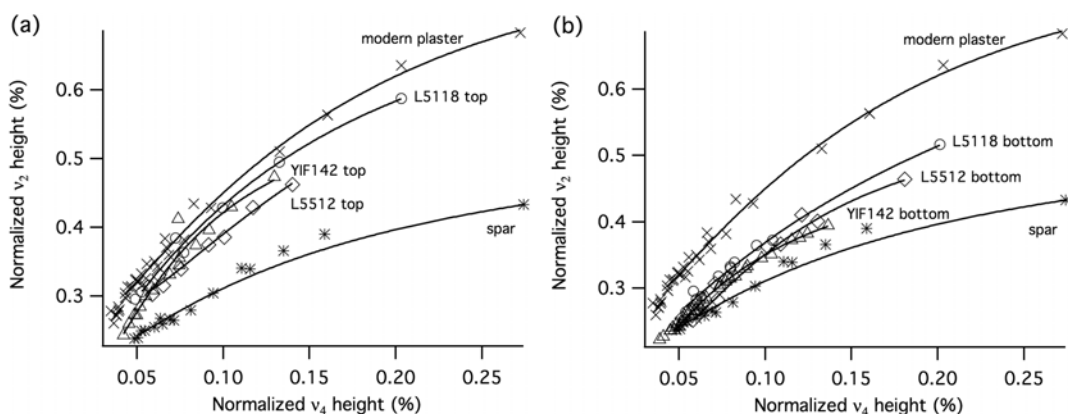 (a)
modern plaster
L5118 top
YIF142 top
L5512 top
spar
0.6
0.5
0.4
0.3
Normalized ν₂ height (%)
0.05 0.10 0.15 0.20 0.25
Normalized ν₄ height (%)
(b)
modern plaster
L5118 bottom
L5512 bottom
YIF142 bottom
spar
0.6
0.5
0.4
0.3
Normalized ν₂ height (%)
0.05 0.10 0.15 0.20 0.25
Normalized ν₄ height (%)